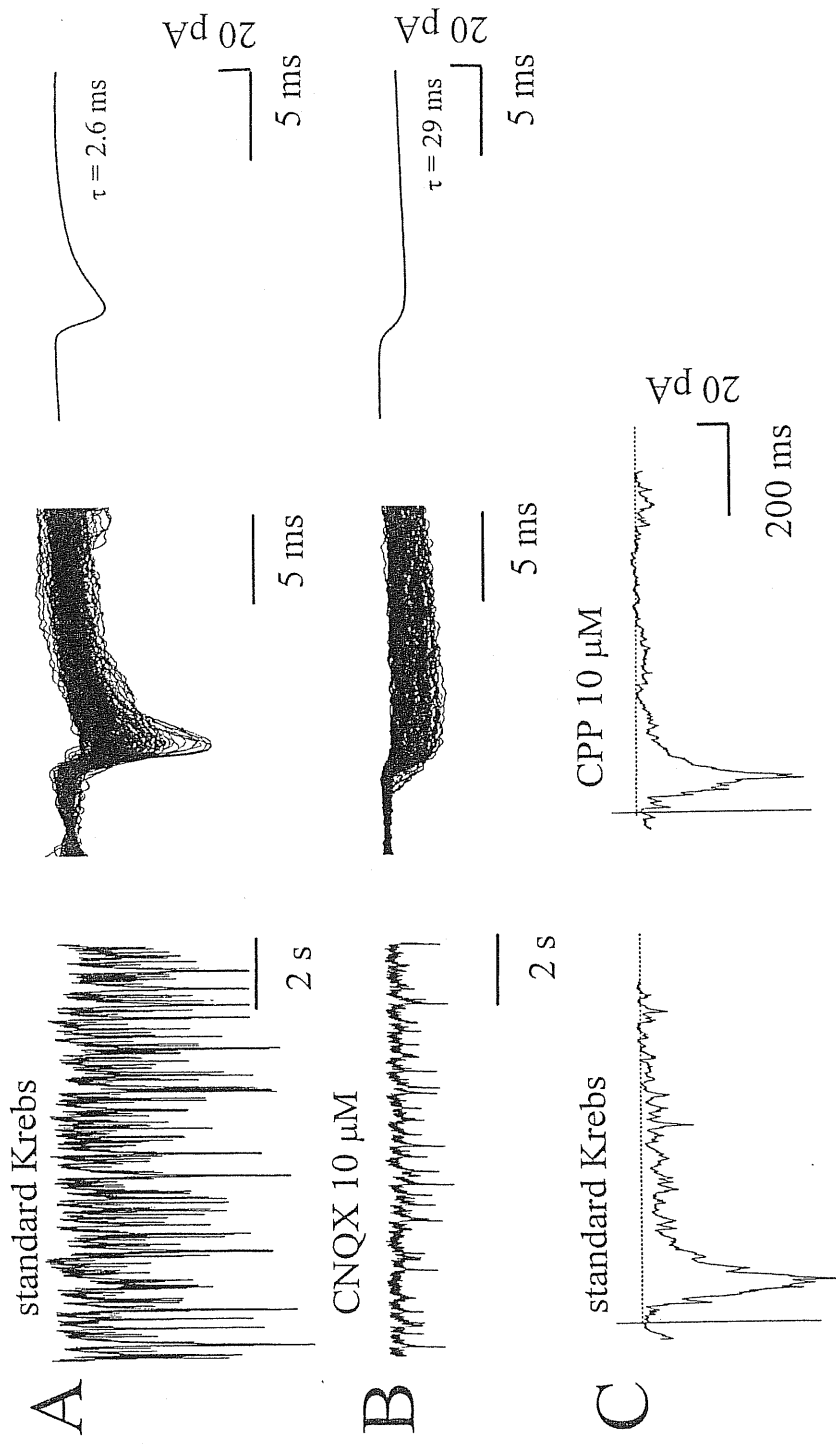 A
standard Krebs
2 s
5 ms
τ = 2.6 ms
20 pA
5 ms
B
CNQX 10 μM
2 s
5 ms
τ = 29 ms
20 pA
5 ms
C
standard Krebs
CPP 10 μM
20 pA
200 ms